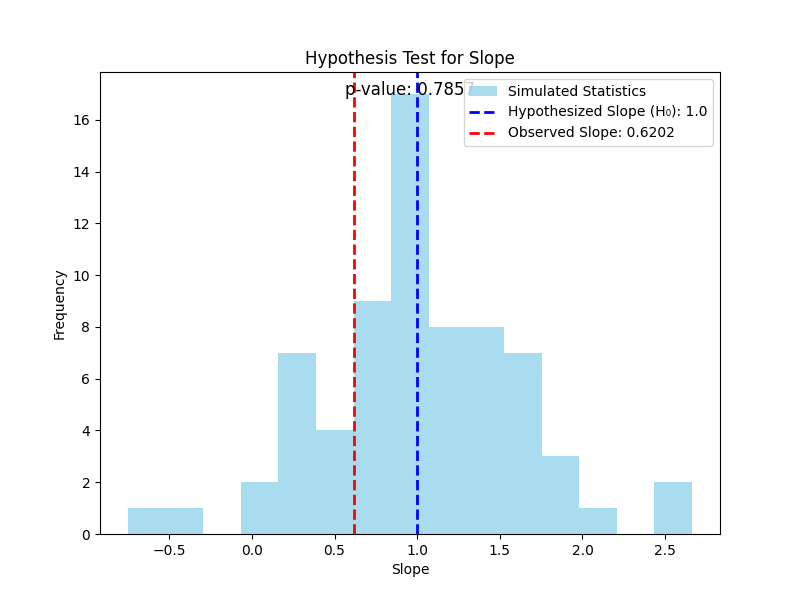 Hypothesis Test for Slope
p-value: 0.7857
Simulated Statistics
Hypothesized Slope (H₀): 1.0
Observed Slope: 0.6202
Frequency
16
14
12
10
8
6
4
2
0
−0.5 0.0 0.5 1.0 1.5 2.0 2.5
Slope